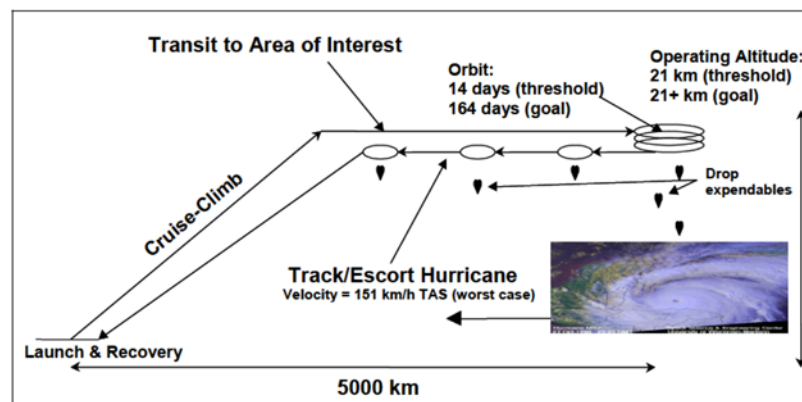 Transit to Area of Interest
Orbit:
14 days (threshold)
164 days (goal)
Operating Altitude:
21 km (threshold)
21+ km (goal)
Cruise-Climb
Drop
expendables
Track/Escort Hurricane
Velocity = 151 km/h TAS (worst case)
Launch & Recovery
5000 km